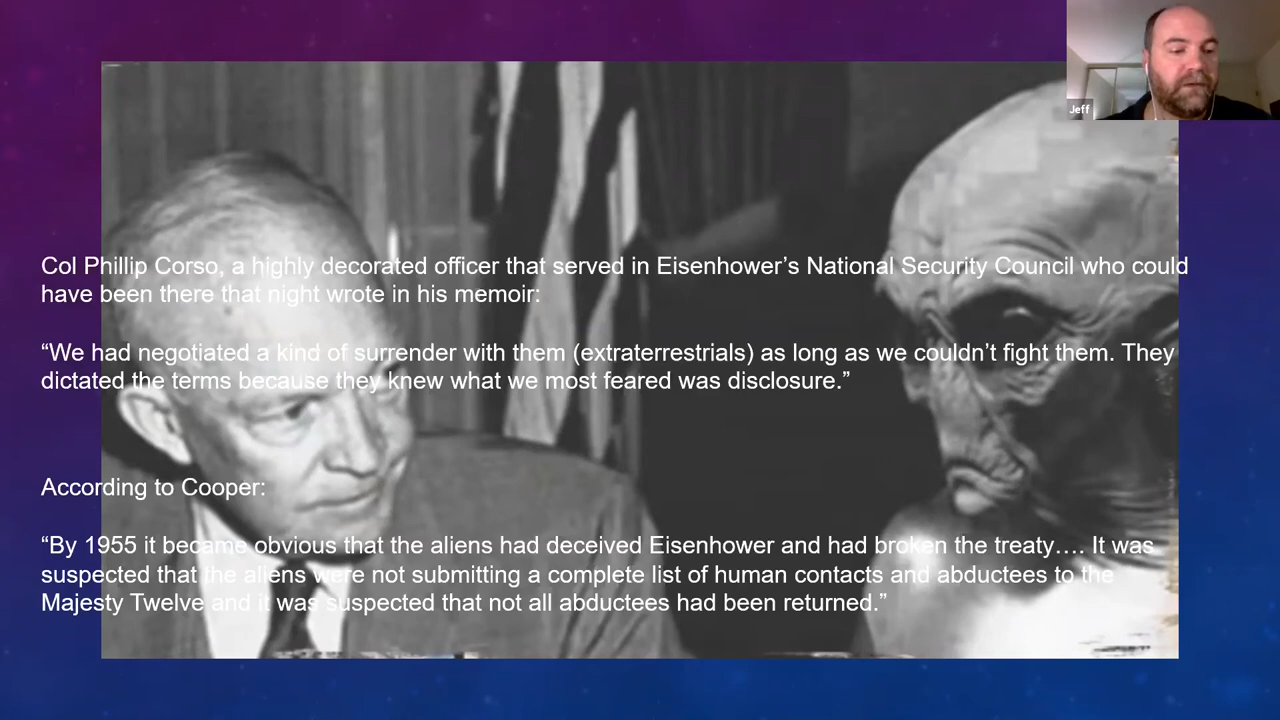 Jeff
Col Phillip Corso, a highly decorated officer that served in Eisenhower’s National Security Council who could
have been there that night wrote in his memoir:
“We had negotiated a kind of surrender with them (extraterrestrials) as long as we couldn’t fight them. They
dictated the terms because they knew what we most feared was disclosure.”
According to Cooper:
“By 1955 it became obvious that the aliens had deceived Eisenhower and had broken the treaty…. It was
suspected that the aliens were not submitting a complete list of human contacts and abductees to the
Majesty Twelve and it was suspected that not all abductees had been returned.”